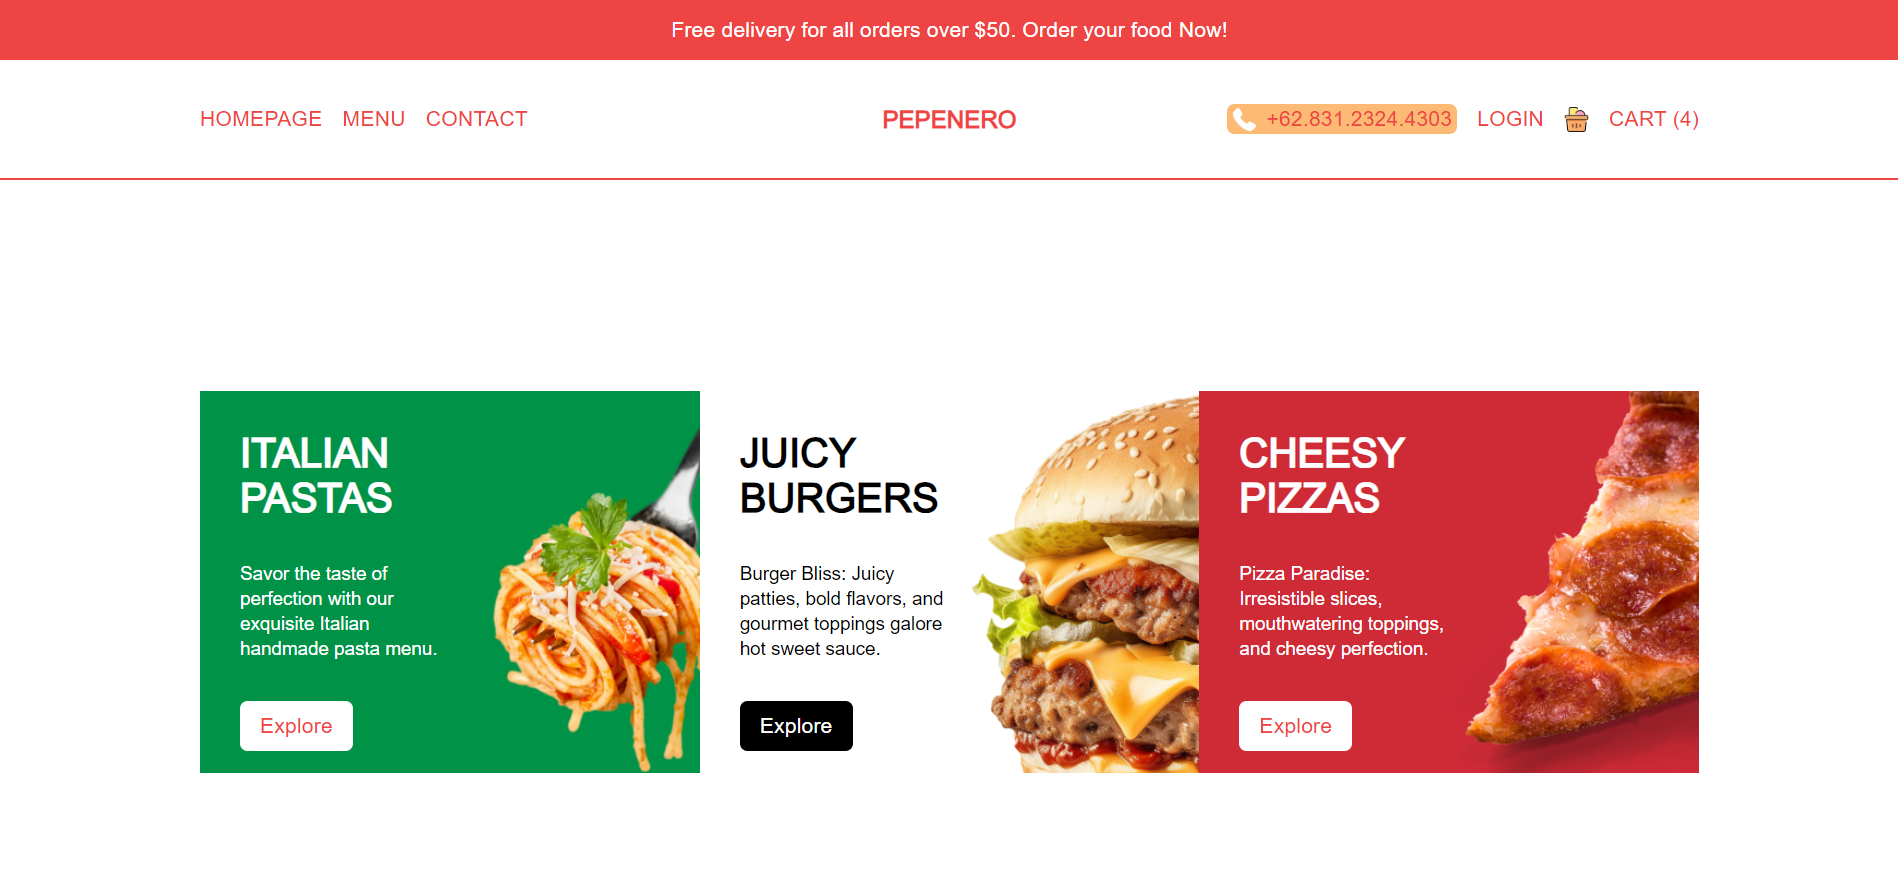 Free delivery for all orders over $50. Order your food Now!
HOMEPAGE MENU CONTACT
PEPENERO
+62.831.2324.4303 LOGIN CART (4)
ITALIAN
PASTAS
Savor the taste of
perfection with our
exquisite Italian
handmade pasta menu.
Explore
JUICY
BURGERS
Burger Bliss: Juicy
patties, bold flavors, and
gourmet toppings galore
hot sweet sauce.
Explore
CHEESY
PIZZAS
Pizza Paradise:
Irresistible slices,
mouthwatering toppings,
and cheesy perfection.
Explore